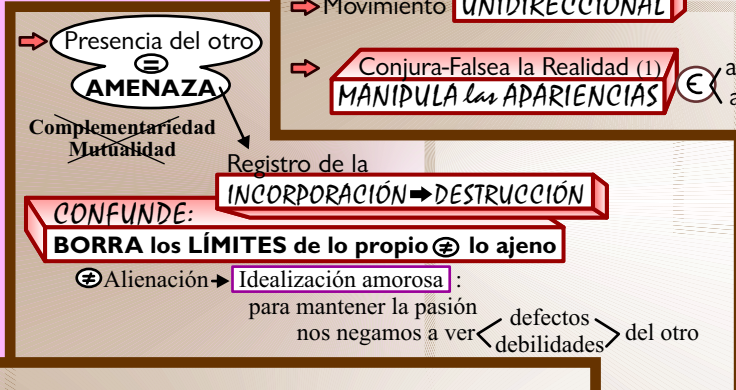 Movimiento UNIDIRECCIONAL
Presencia del otro
=
AMENAZA
Conjura-Falsea la Realidad (1)
MANIPULA las APARIENCIAS ∈
Complementariedad
Mutualidad
Registro de la
INCORPORACIÓN ➡ DESTRUCCIÓN
CONFUNDE:
BORRA los LÍMITES de lo propio ≠ lo ajeno
≠ Alienación → Idealización amorosa :
para mantener la pasión
nos negamos a ver < defectos
debilidades > del otro